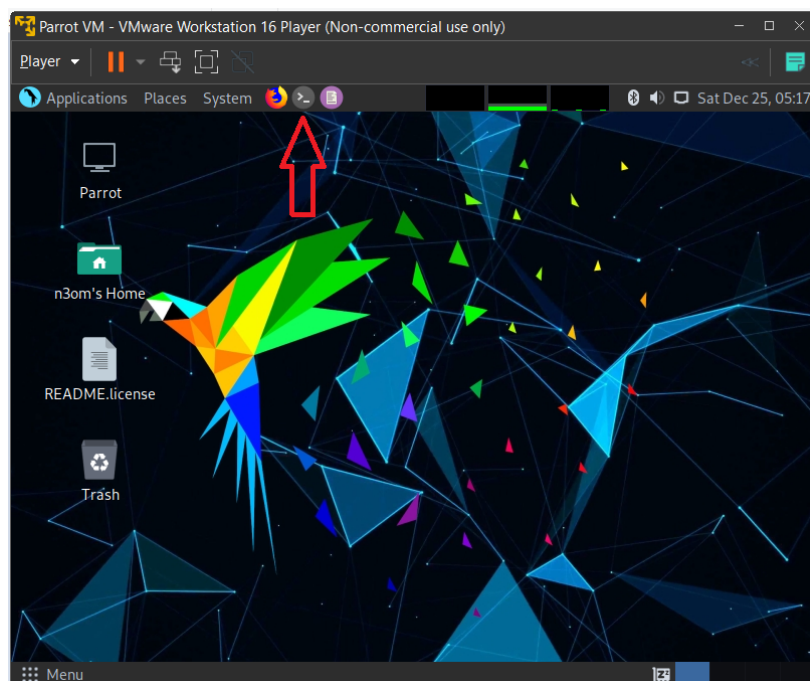 Parrot VM - VMware Workstation 16 Player (Non-commercial use only)
Player
Applications Places System
Sat Dec 25, 05:17
Parrot
n3om's Home
README.license
Trash
Menu